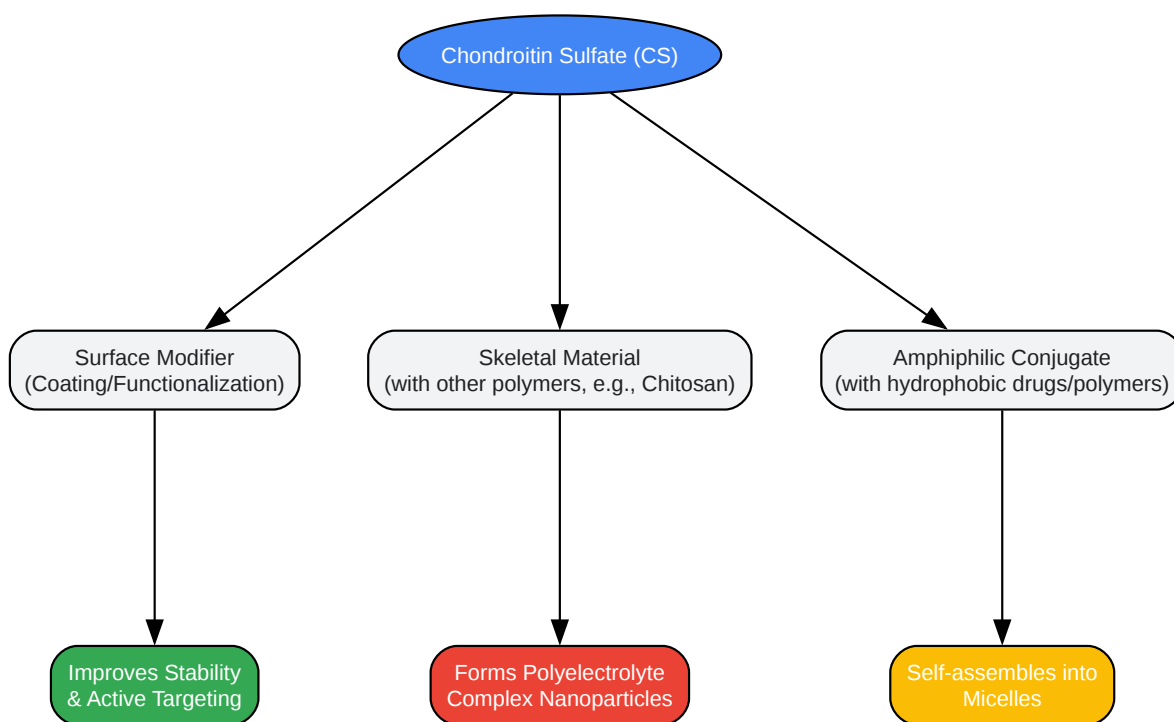 Chondroitin Sulfate (CS)
Surface Modifier
(Coating/Functionalization)
Skeletal Material
(with other polymers, e.g., Chitosan)
Amphiphilic Conjugate
(with hydrophobic drugs/polymers)
Improves Stability
& Active Targeting
Forms Polyelectrolyte
Complex Nanoparticles
Self-assembles into
Micelles